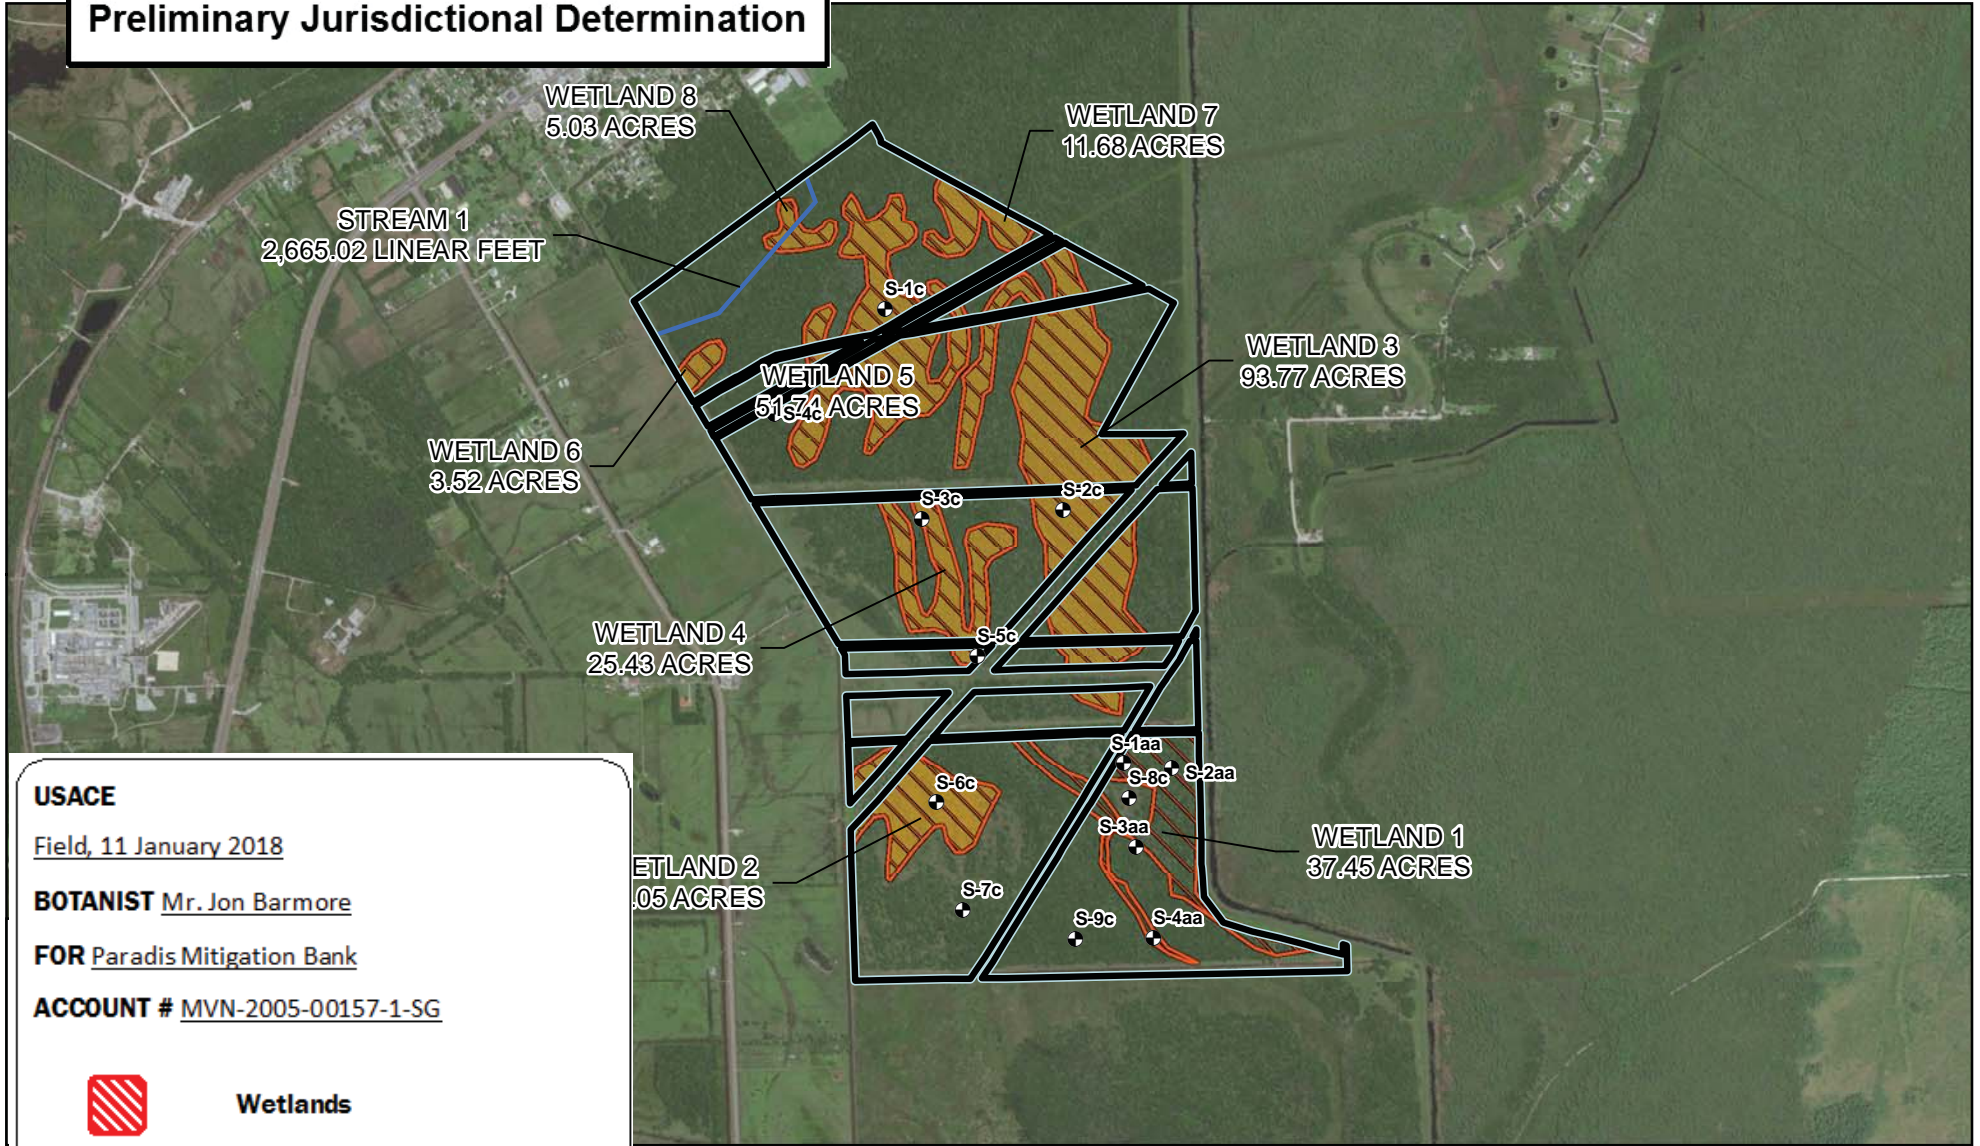 Preliminary Jurisdictional Determination
WETLAND 8
5.03 ACRES
WETLAND 7
11.68 ACRES
STREAM 1
2,665.02 LINEAR FEET
S-1c
WETLAND 3
93.77 ACRES
WETLAND 5
51.74 ACRES
S-4c
WETLAND 6
3.52 ACRES
S-3c
S-2c
WETLAND 4
25.43 ACRES
S-5c
S-1aa
S-2aa
S-8c
S-6c
S-3aa
WETLAND 1
37.45 ACRES
ETLAND 2
.05 ACRES
S-7c
S-9c
S-4aa
USACE
Field, 11 January 2018
BOTANIST Mr. Jon Barmore
FOR Paradis Mitigation Bank
ACCOUNT # MVN-2005-00157-1-SG
Wetlands